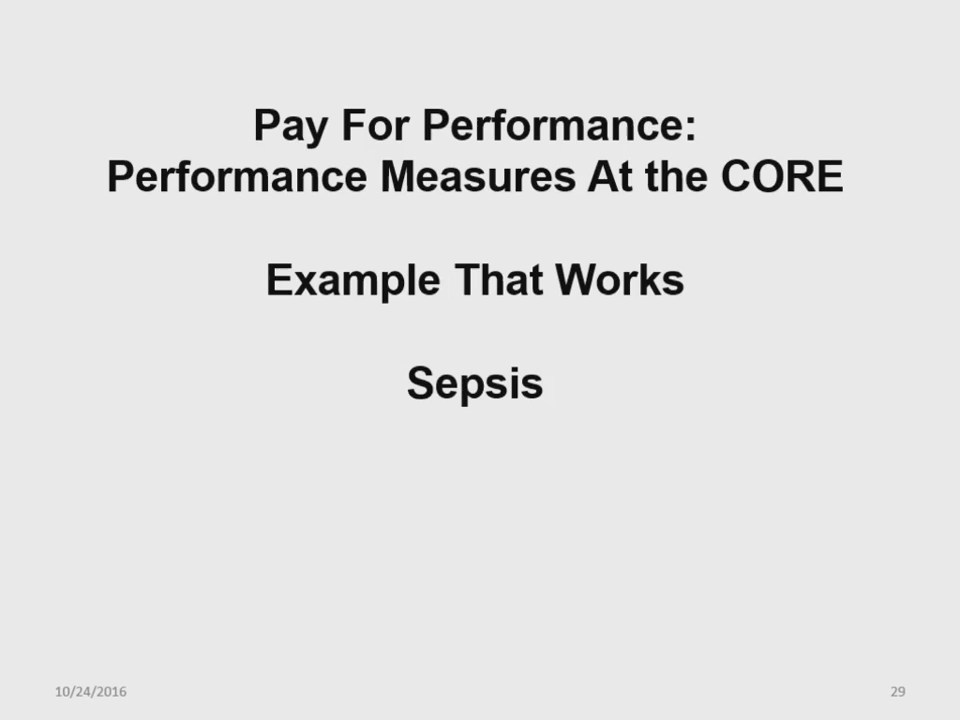 Pay For Performance:
Performance Measures At the CORE
Example That Works
Sepsis
10/24/2016
29